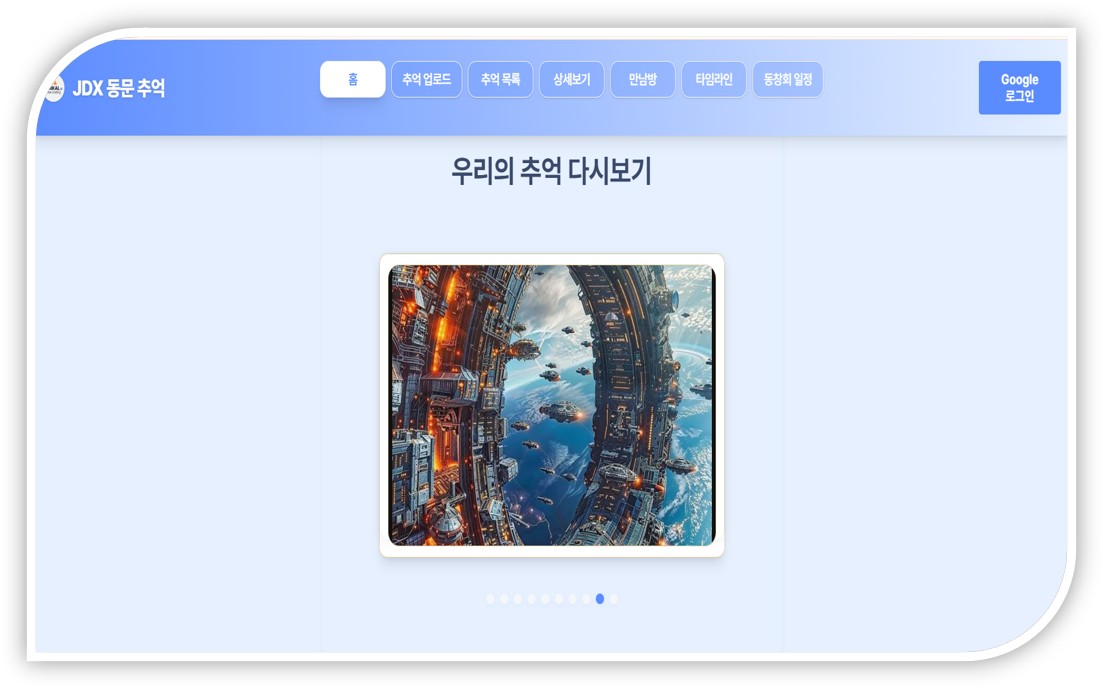 JDX 동문 추억
홈
추억 업로드
추억 목록
상세보기
만남방
타임라인
동창회 일정
Google
로그인
우리의 추억 다시보기